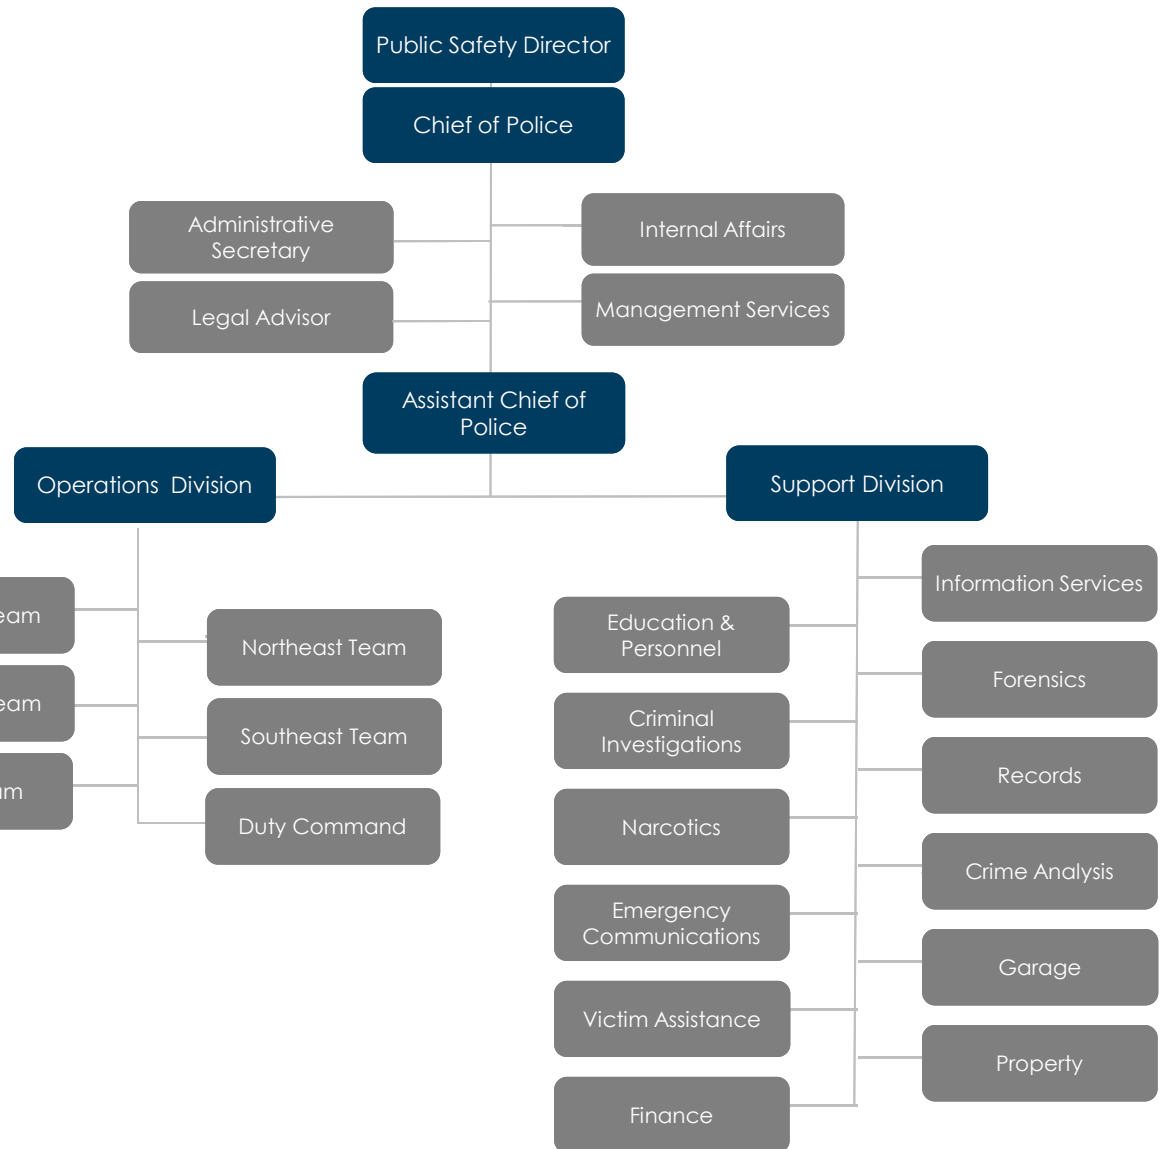 Public Safety Director
Chief of Police
Administrative
Secretary
Internal Affairs
Legal Advisor
Management Services
Assistant Chief of
Police
Operations  Division
Support Division
Northeast Team
Southeast Team
am
Duty Command
Education &
Personnel
Criminal
Investigations
Narcotics
Emergency
Communications
Victim Assistance
Finance
Information Services
Forensics
Records
Crime Analysis
Garage
Property